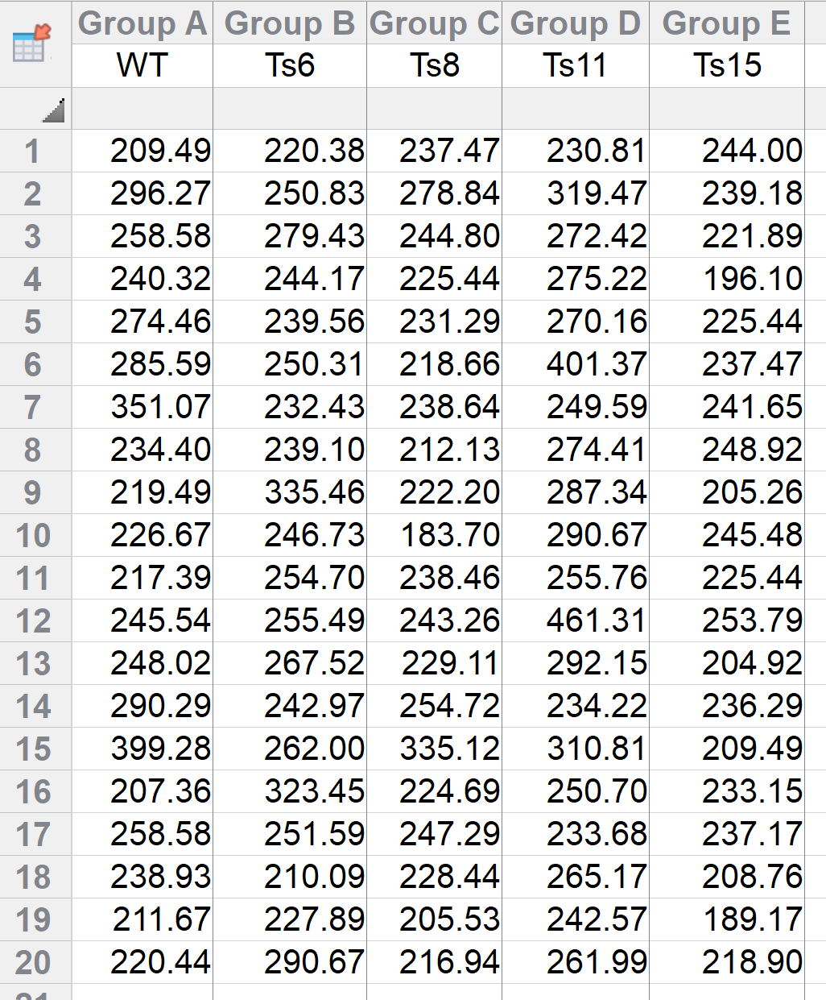 Group A Group B Group C Group D Group E
WT Ts6 Ts8 Ts11 Ts15
1 209.49 220.38 237.47 230.81 244.00
2 296.27 250.83 278.84 319.47 239.18
3 258.58 279.43 244.80 272.42 221.89
4 240.32 244.17 225.44 275.22 196.10
5 274.46 239.56 231.29 270.16 225.44
6 285.59 250.31 218.66 401.37 237.47
7 351.07 232.43 238.64 249.59 241.65
8 234.40 239.10 212.13 274.41 248.92
9 219.49 335.46 222.20 287.34 205.26
10 226.67 246.73 183.70 290.67 245.48
11 217.39 254.70 238.46 255.76 225.44
12 245.54 255.49 243.26 461.31 253.79
13 248.02 267.52 229.11 292.15 204.92
14 290.29 242.97 254.72 234.22 236.29
15 399.28 262.00 335.12 310.81 209.49
16 207.36 323.45 224.69 250.70 233.15
17 258.58 251.59 247.29 233.68 237.17
18 238.93 210.09 228.44 265.17 208.76
19 211.67 227.89 205.53 242.57 189.17
20 220.44 290.67 216.94 261.99 218.90